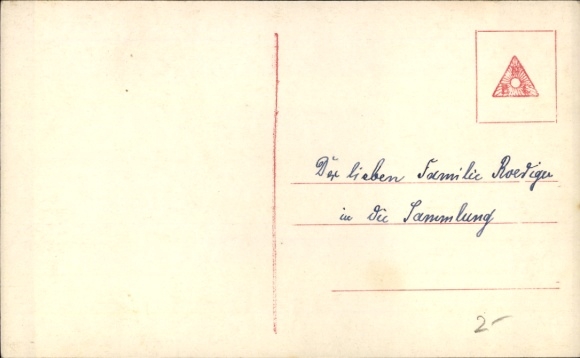 Der lieben Familie Roediger
in die Sammlung
2-